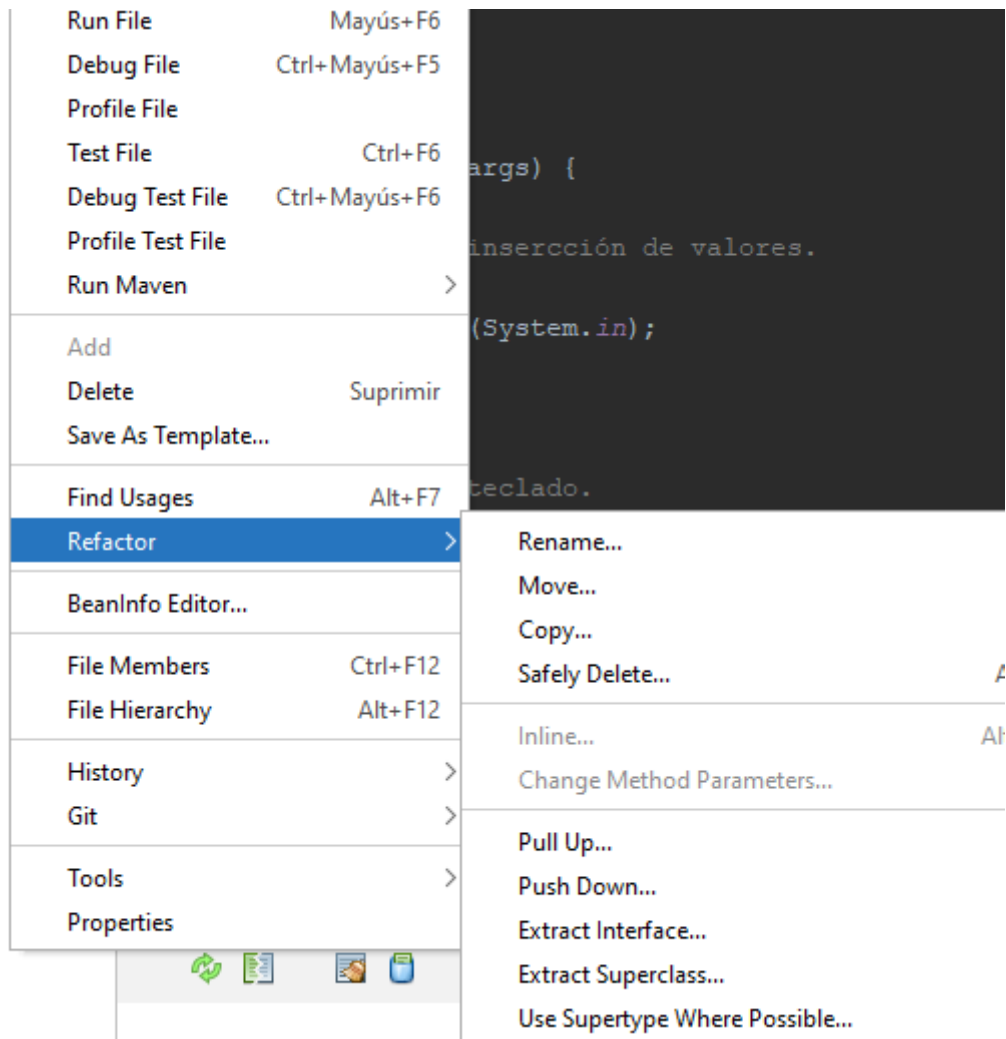 Run File Mayús+F6
Debug File Ctrl+Mayús+F5
Profile File
Test File Ctrl+F6
Debug Test File Ctrl+Mayús+F6
Profile Test File
Run Maven
Add
Delete Suprimir
Save As Template...
Find Usages Alt+F7
Refactor
BeanInfo Editor...
File Members Ctrl+F12
File Hierarchy Alt+F12
History
Git
Tools
Properties
args) {
insercción de valores.
(System.in);
teclado.
Rename...
Move...
Copy...
Safely Delete...
Inline...
Change Method Parameters...
Pull Up...
Push Down...
Extract Interface...
Extract Superclass...
Use Supertype Where Possible...